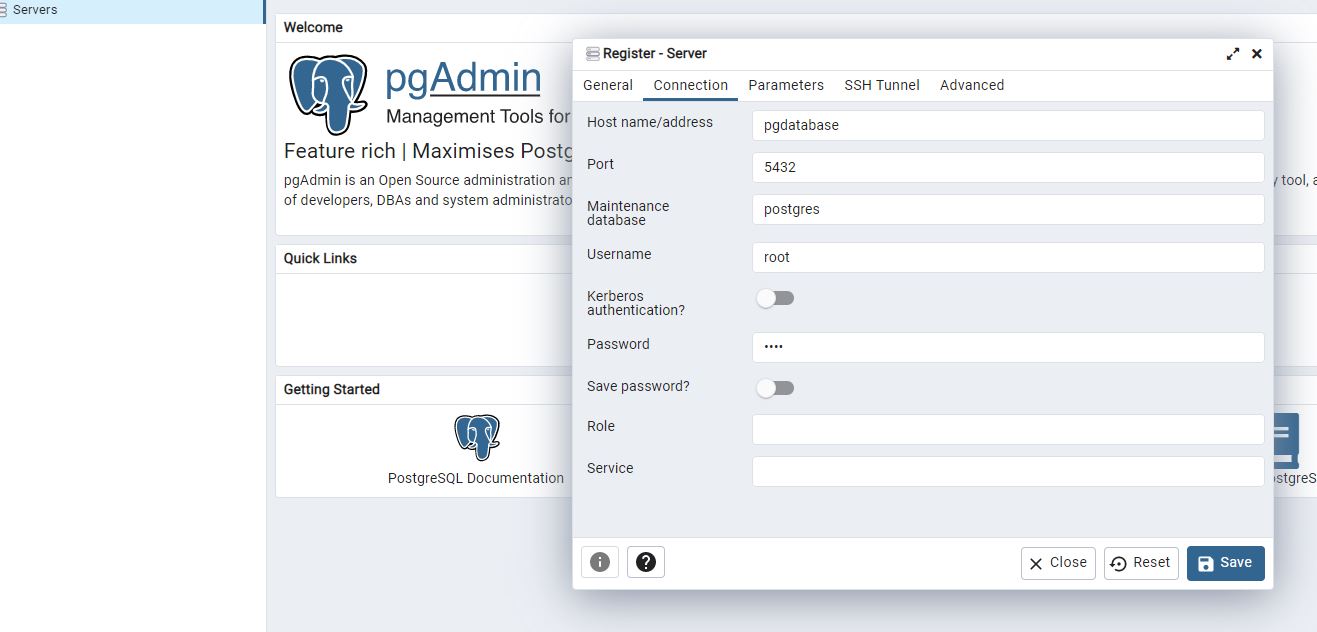 Servers
Welcome
pgAdmin
Management Tools for
Feature rich | Maximises Postg
pgAdmin is an Open Source administration an
of developers, DBAs and system administrato
y tool, a
Quick Links
Getting Started
PostgreSQL Documentation
ostgreS
Register - Server
General Connection Parameters SSH Tunnel Advanced
Host name/address pgdatabase
Port 5432
Maintenance
database postgres
Username root
Kerberos
authentication?
Password ••••
Save password?
Role
Service
i ? Close Reset Save